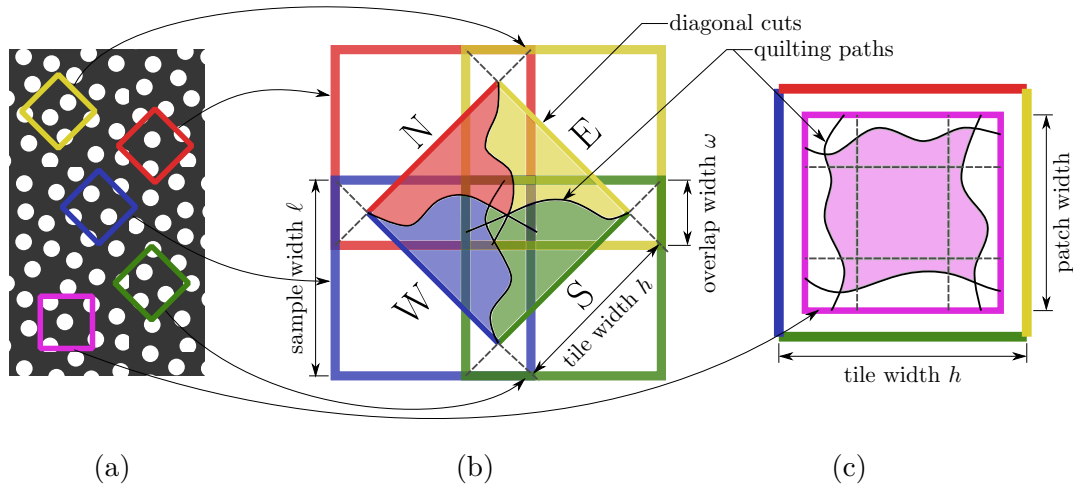 diagonal cuts
quilting paths
N
E
W
S
sample width ℓ
overlap width ω
tile width h
patch width
tile width h
(a)
(b)
(c)